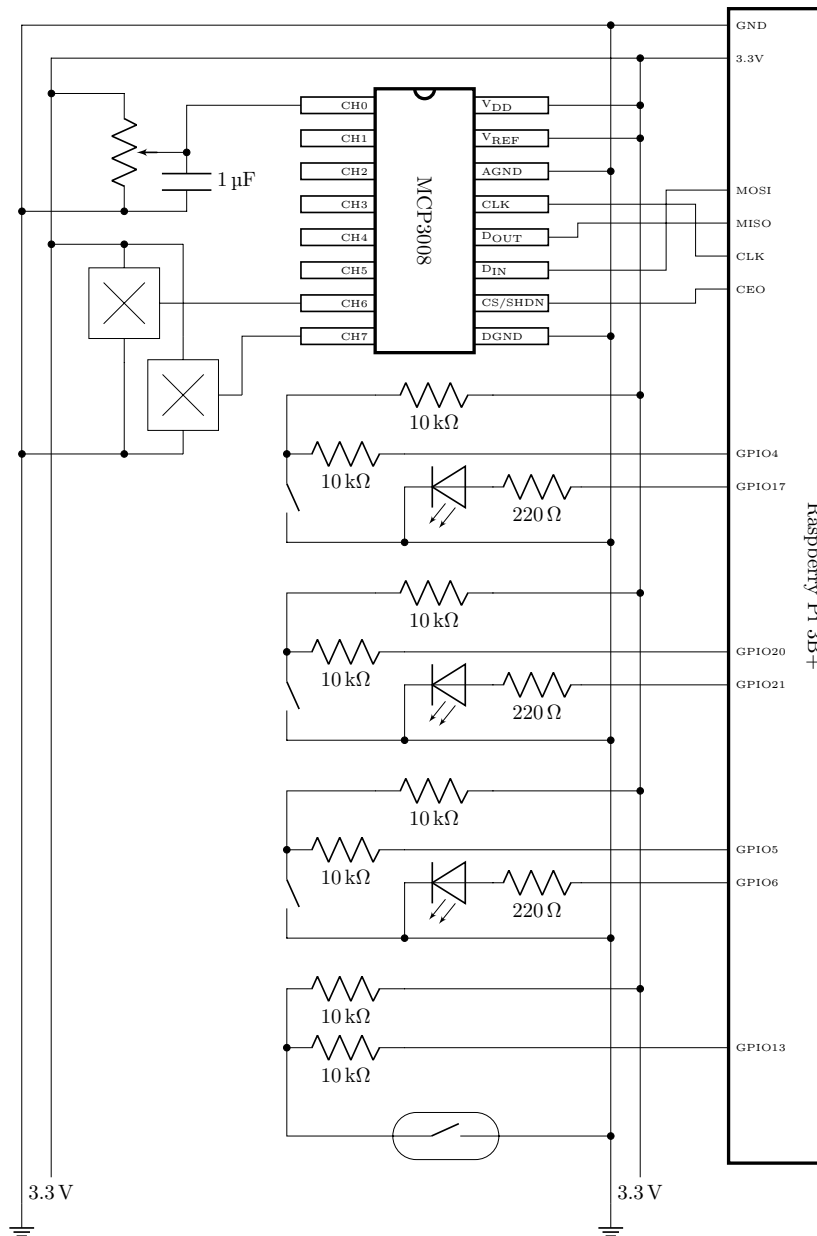 GND
3.3V
CH0 VDD
CH1 VREF
1 µF CH2 AGND
MOSI
CH3 CLK
MISO
CH4 DOUT
CLK
CH5 DIN
CEO
CH6 CS/SHDN
CH7 DGND
MCP3008
10 kΩ
GPIO4
10 kΩ
GPIO17
220 Ω
Raspberry Pi 3B+
10 kΩ
GPIO20
10 kΩ
GPIO21
220 Ω
10 kΩ
GPIO5
10 kΩ
GPIO6
220 Ω
10 kΩ
GPIO13
10 kΩ
3.3 V 3.3 V